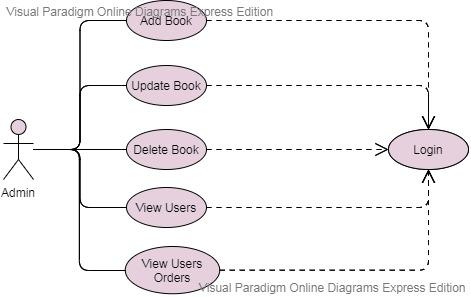 Visual Paradigm Online Diagrams Express Edition
Add Book
Update Book
Delete Book
Login
Admin
View Users
View Users
Orders
Visual Paradigm Online Diagrams Express Edition